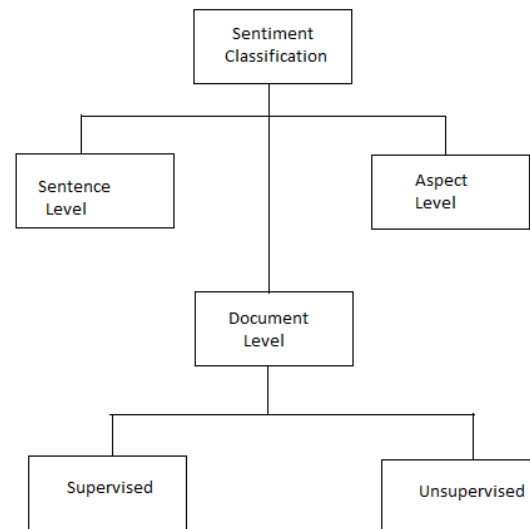 Sentiment
Classification
Sentence
Level
Aspect
Level
Document
Level
Supervised
Unsupervised